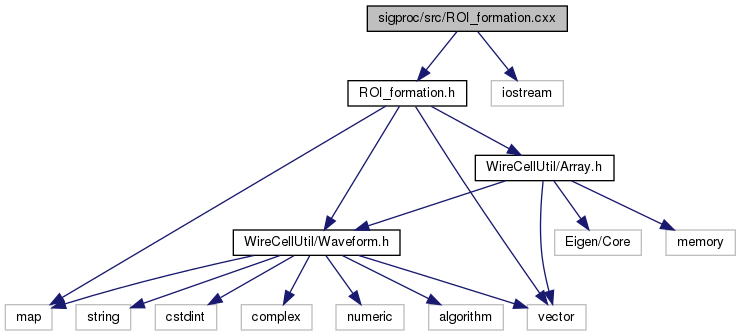 sigproc/src/ROI_formation.cxx
ROI_formation.h
iostream
WireCellUtil/Array.h
WireCellUtil/Waveform.h
Eigen/Core
memory
map
string
cstdint
complex
numeric
algorithm
vector